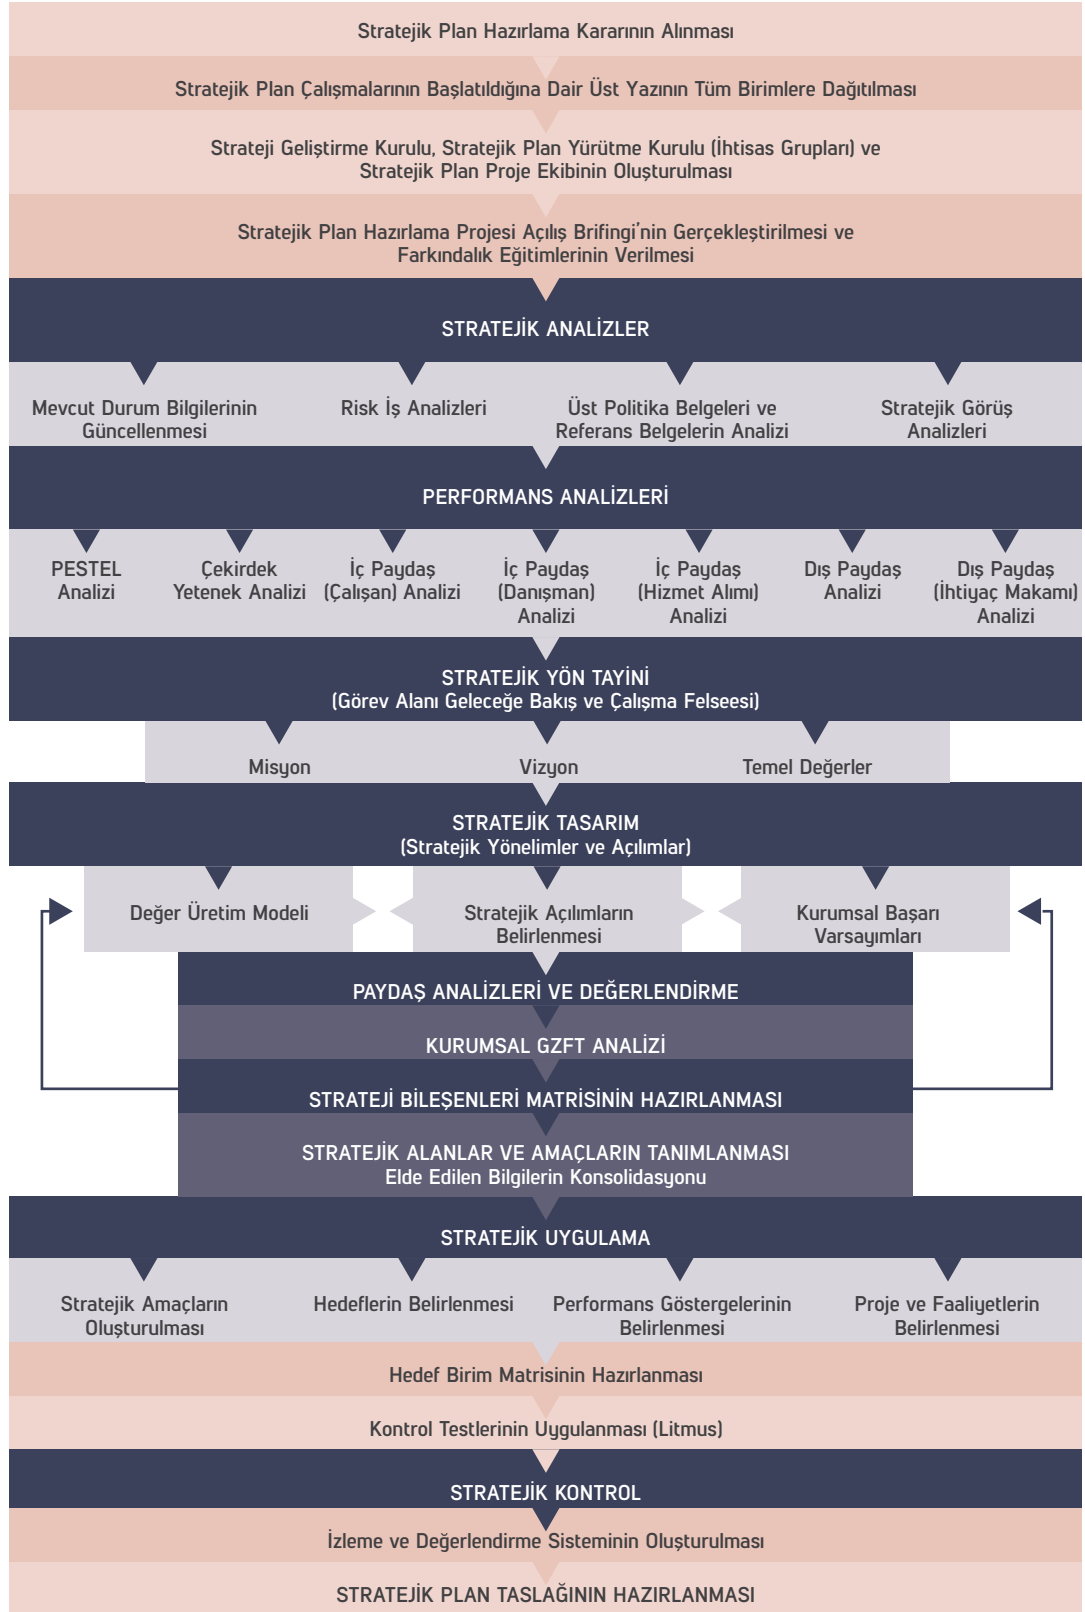 Stratejik Plan Hazırlama Kararının Alınması
Stratejik Plan Çalışmalarının Başlatıldığına Dair Üst Yazının Tüm Birimlere Dağıtılması
Strateji Geliştirme Kurulu, Stratejik Plan Yürütme Kurulu (İhtisas Grupları) ve
Stratejik Plan Proje Ekibinin Oluşturulması
Stratejik Plan Hazırlama Projesi Açılış Brifingi'nin Gerçekleştirilmesi ve
Farkındalık Eğitimlerinin Verilmesi
STRATEJİK ANALİZLER
Mevcut Durum Bilgilerinin
Güncellenmesi
Risk İş Analizleri
Üst Politika Belgeleri ve
Referans Belgelerin Analizi
Stratejik Görüş
Analizleri
PERFORMANS ANALİZLERİ
PESTEL
Analizi
Çekirdek
Yetenek Analizi
İç Paydaş
(Çalışan) Analizi
İç Paydaş
(Danışman)
Analizi
İç Paydaş
(Hizmet Alımı)
Analizi
Dış Paydaş
Analizi
Dış Paydaş
(İhtiyaç Makamı)
Analizi
STRATEJİK YÖN TAYİNİ
(Görev Alanı Geleceğe Bakış ve Çalışma Felseesi)
Misyon
Vizyon
Temel Değerler
STRATEJİK TASARIM
(Stratejik Yönelimler ve Açılımlar)
Değer Üretim Modeli
Stratejik Açılımların
Belirlenmesi
Kurumsal Başarı
Varsayımları
PAYDAŞ ANALİZLERİ VE DEĞERLENDİRME
KURUMSAL GZFT ANALİZİ
STRATEJİ BİLEŞENLERİ MATRİSİNİN HAZIRLANMASI
STRATEJİK ALANLAR VE AMAÇLARIN TANIMLANMASI
Elde Edilen Bilgilerin Konsolidasyonu
STRATEJİK UYGULAMA
Stratejik Amaçların
Oluşturulması
Hedeflerin Belirlenmesi
Performans Göstergelerinin
Belirlenmesi
Proje ve Faaliyetlerin
Belirlenmesi
Hedef Birim Matrisinin Hazırlanması
Kontrol Testlerinin Uygulanması (Litmus)
STRATEJİK KONTROL
İzleme ve Değerlendirme Sisteminin Oluşturulması
STRATEJİK PLAN TASLAĞININ HAZIRLANMASI